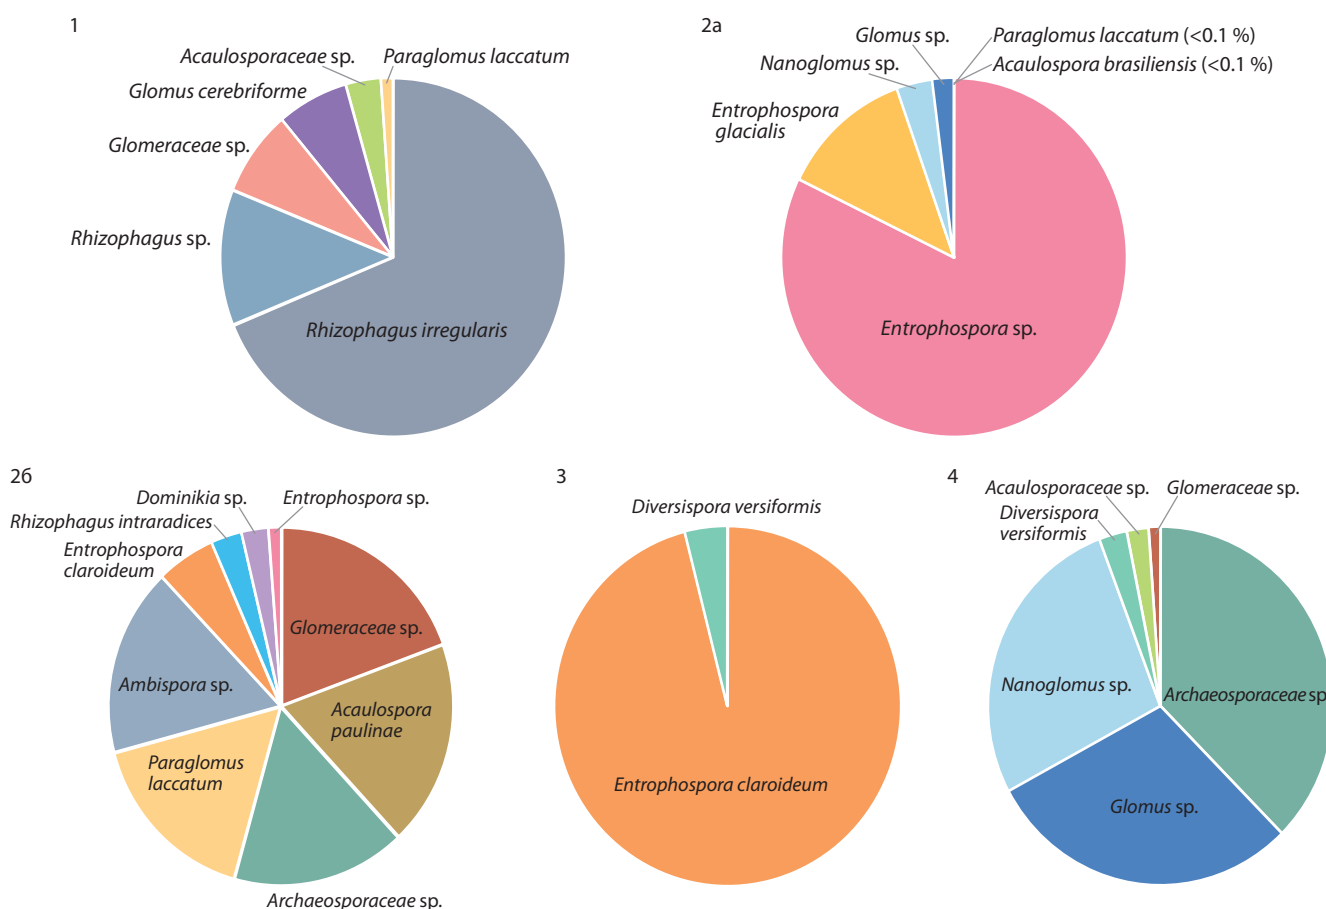 1
Acaulosporaceae sp.
Paraglomus laccatum
Glomus cerebriforme
Glomeraceae sp.
Rhizophagus sp.
Rhizophagus irregularis
2a
Glomus sp.
Paraglomus laccatum (<0.1 %)
Nanoglomus sp.
Acaulospora brasiliensis (<0.1 %)
Entrophospora
glacialis
Entrophospora sp.
26
Dominikia sp.
Entrophospora sp.
Rhizophagus intraradices
Entrophospora
claroideum
Glomeraceae sp.
Ambispora sp.
Acaulospora
paulinae
Paraglomus
laccatum
Archaeosporaceae sp.
3
Diversispora versiformis
Entrophospora claroideum
4
Acaulosporaceae sp.
Glomeraceae sp.
Diversispora
versiformis
Nanoglomus sp.
Archaeosporaceae sp
Glomus sp.